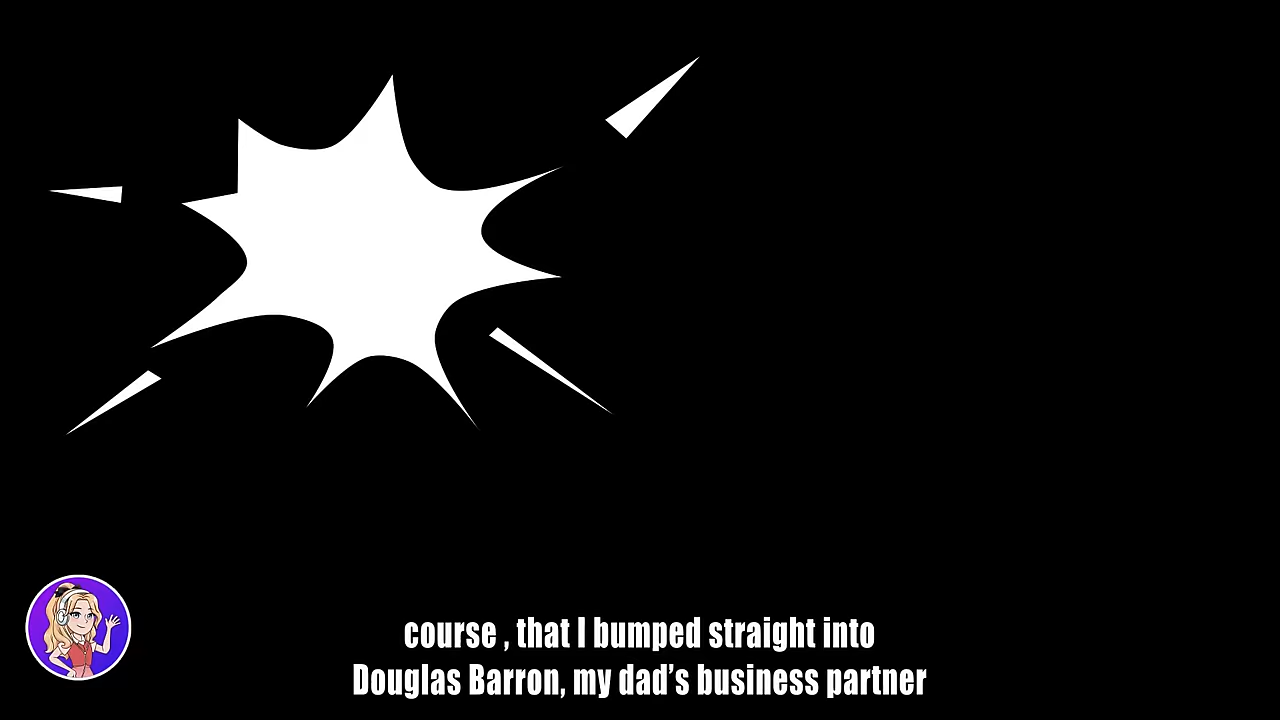 course , that I bumped straight into
Douglas Barron, my dad’s business partner